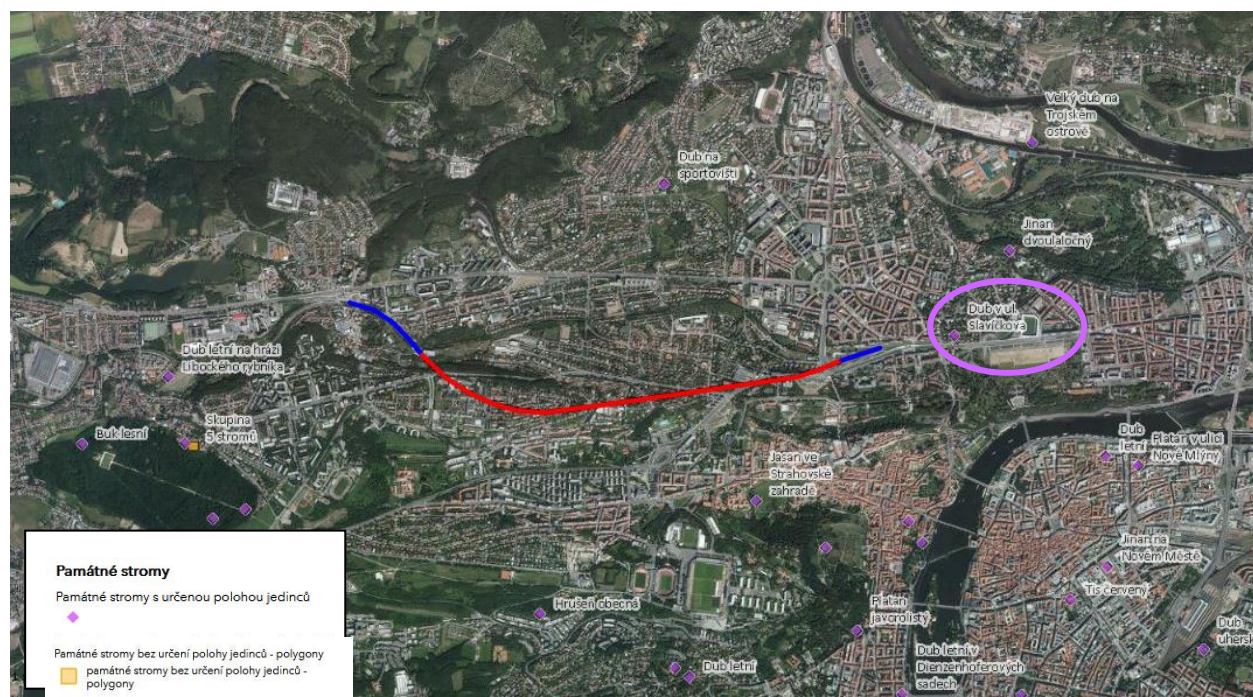 Velký dub na
Trojském
ostrově
Dub na
sportovišti
Jinan
dvoulaločný
Dub v ul.
Slavíčkova
Dub letní na hrázi
Libockého rybníka
Skupina
5 stromů
Buk lesní
Dub
letní
Platan v ulici
Nové Mlýny
Jasan ve
Strahovské
zahradě
Jinan na
Novém Městě
Tis červený
Hrušeň obecná
Platan
javorolistý
Dub
uhersk
Dub letní v
Dienzenhoferových
sadech
Dub letní
Památné stromy
Památné stromy s určenou polohou jedinců
Památné stromy bez určení polohy jedinců - polygony
památné stromy bez určení polohy jedinců -
polygony